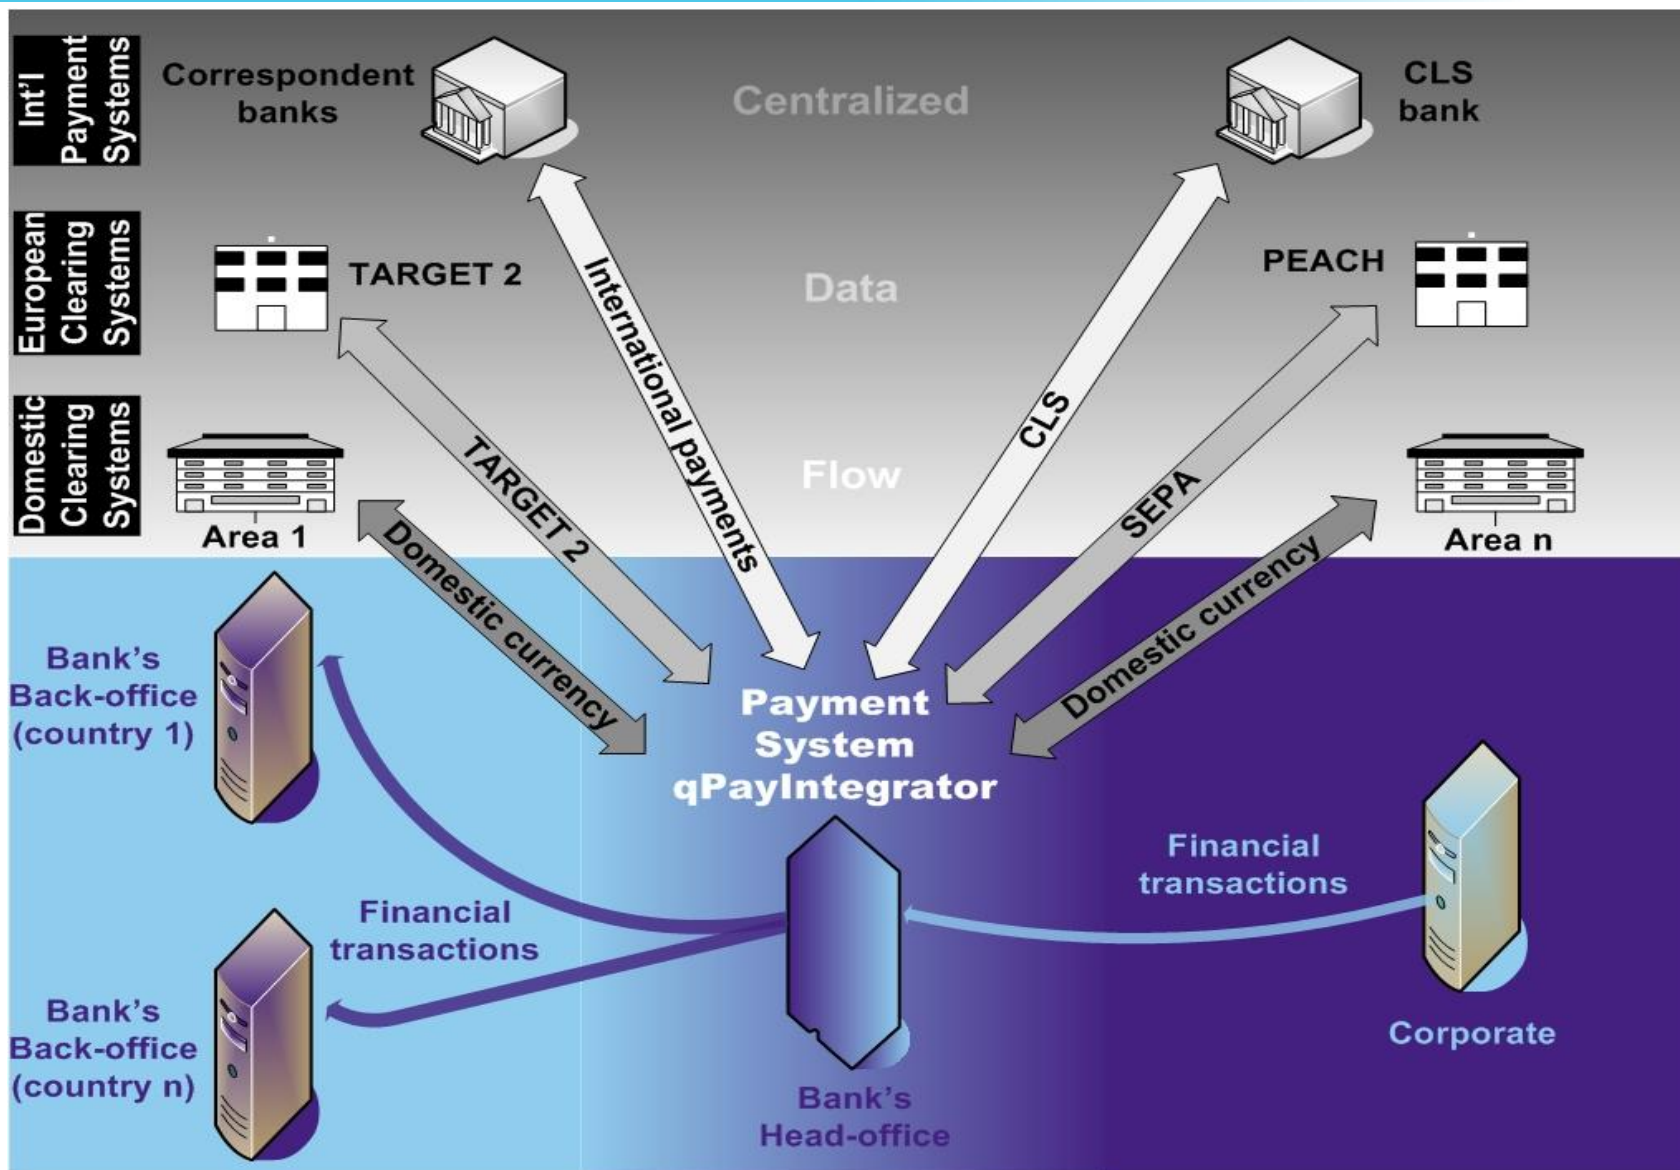 Int'l
Payment
Systems
Correspondent
banks
Centralized
CLS
bank
European
Clearing
Systems
TARGET 2
Data
PEACH
International payments
CLS
Domestic
Clearing
Systems
TARGET 2
Flow
SEPA
Area 1
Area n
Domestic currency
Domestic currency
Bank's
Back-office
(country 1)
Payment
System
qPayIntegrator
Financial
transactions
Financial
transactions
Bank's
Back-office
(country n)
Corporate
Bank's
Head-office